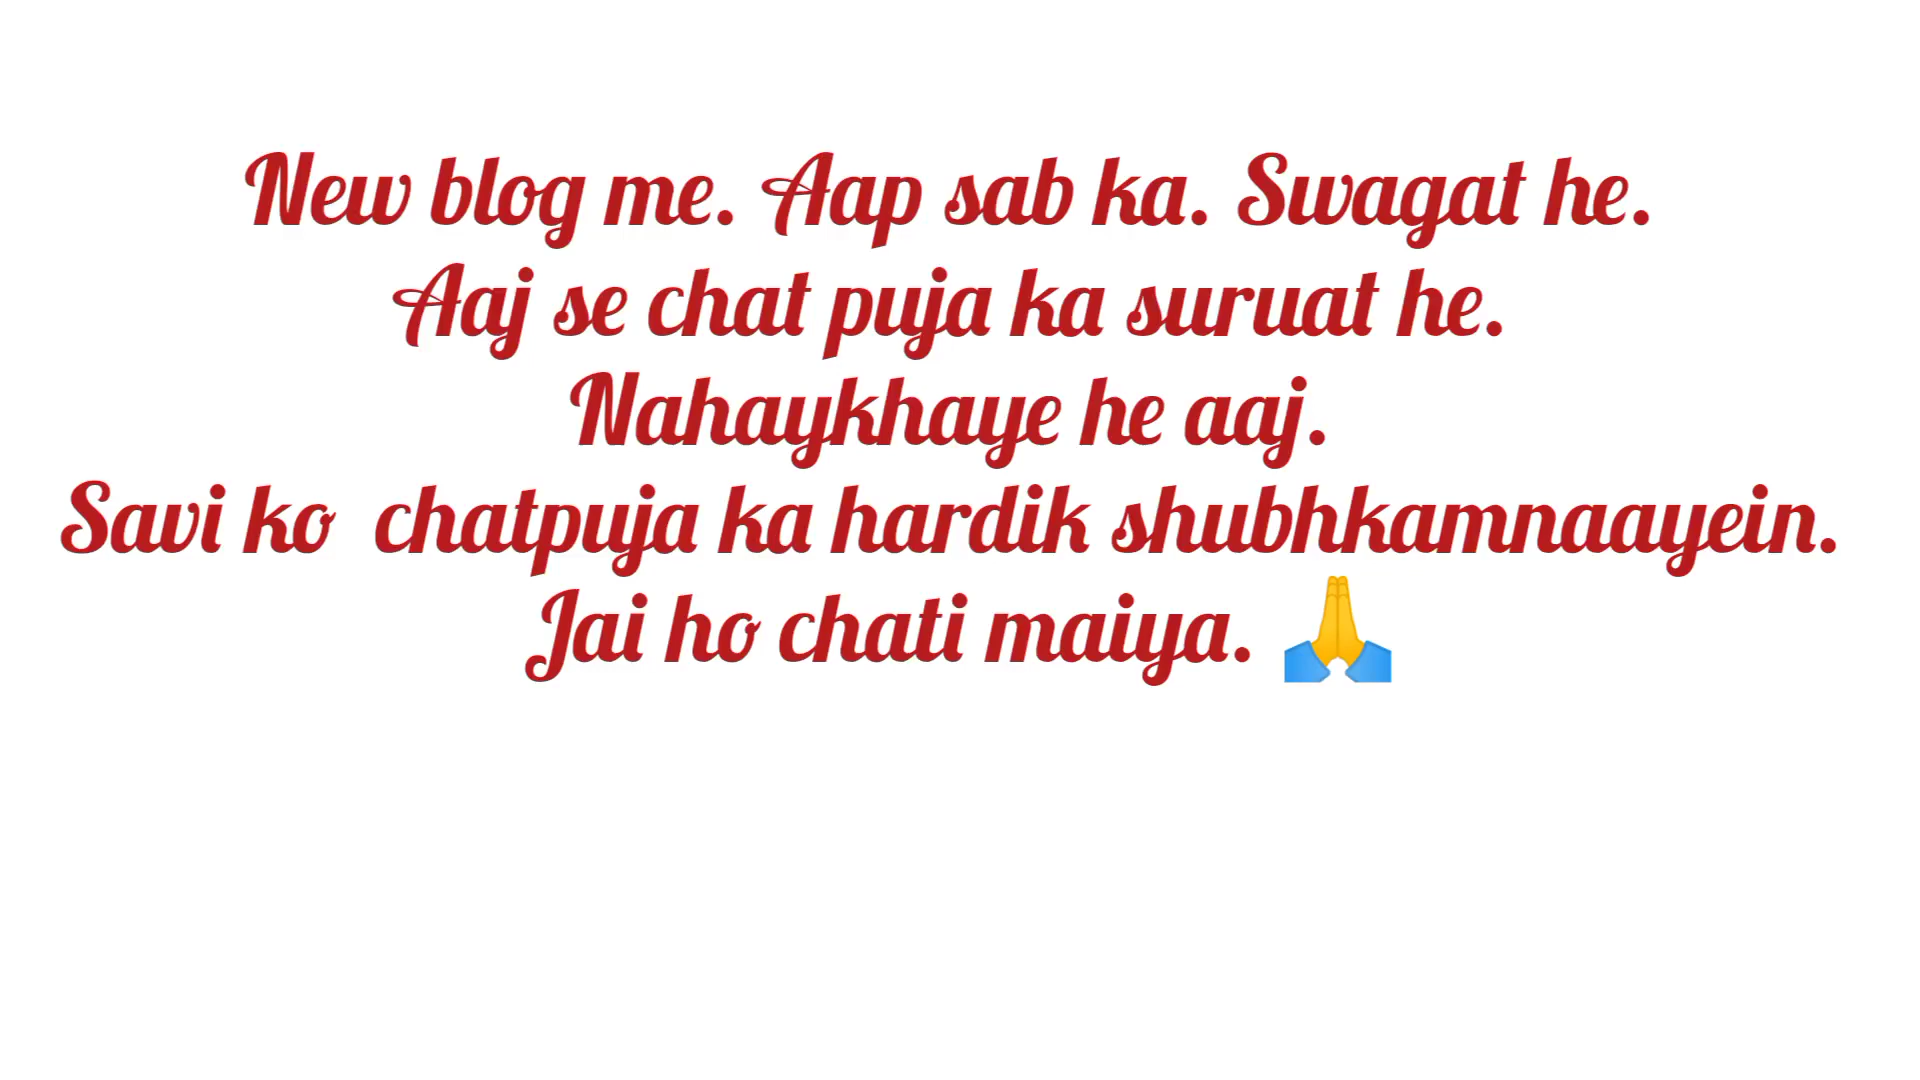 New blog me. Aap sab ka. Swagat he.
Aaj se chat puja ka suruat he.
Nahaykhaye he aaj.
Savi ko  chatpuja ka hardik shubhkamnaayein.
Jai ho chati maiya. 🙏